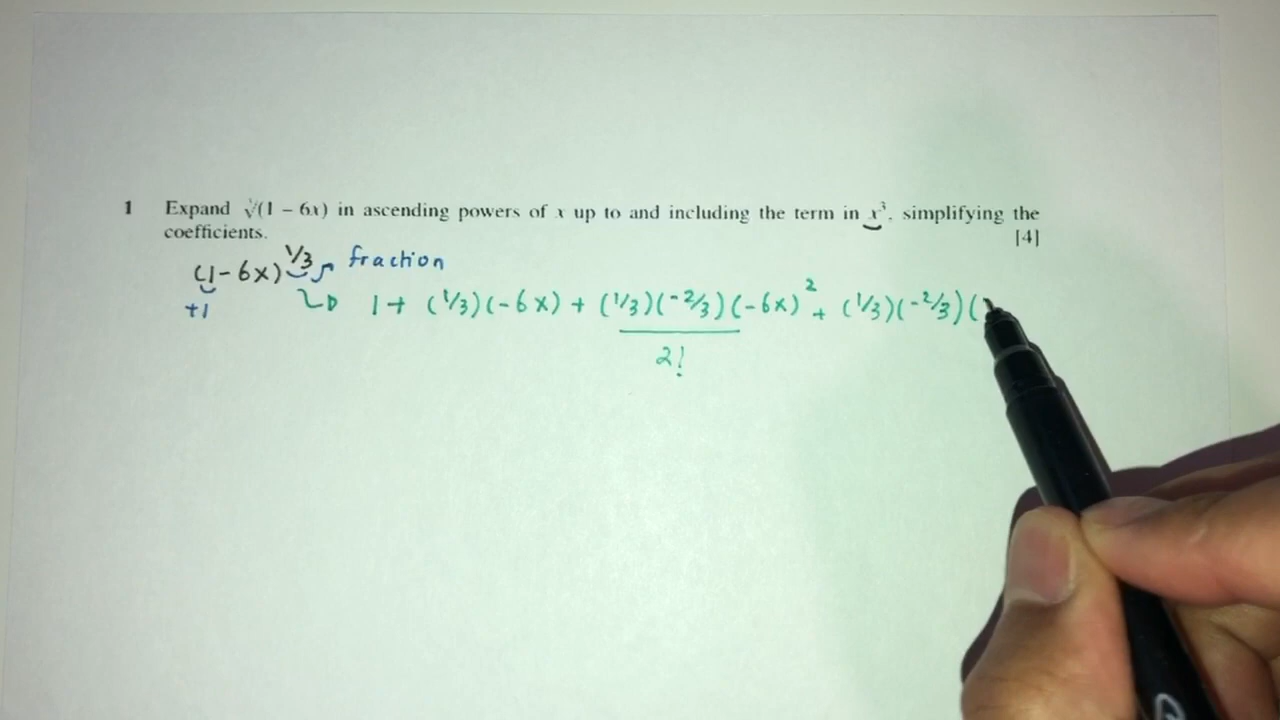 1 Expand ∛(1 – 6x) in ascending powers of x up to and including the term in x³, simplifying the
coefficients. [4]
(1-6x)^1/3 fraction
+1
1 + (1/3)(-6x) + (1/3)(-2/3)(-6x)² + (1/3)(-2/3)(
2!